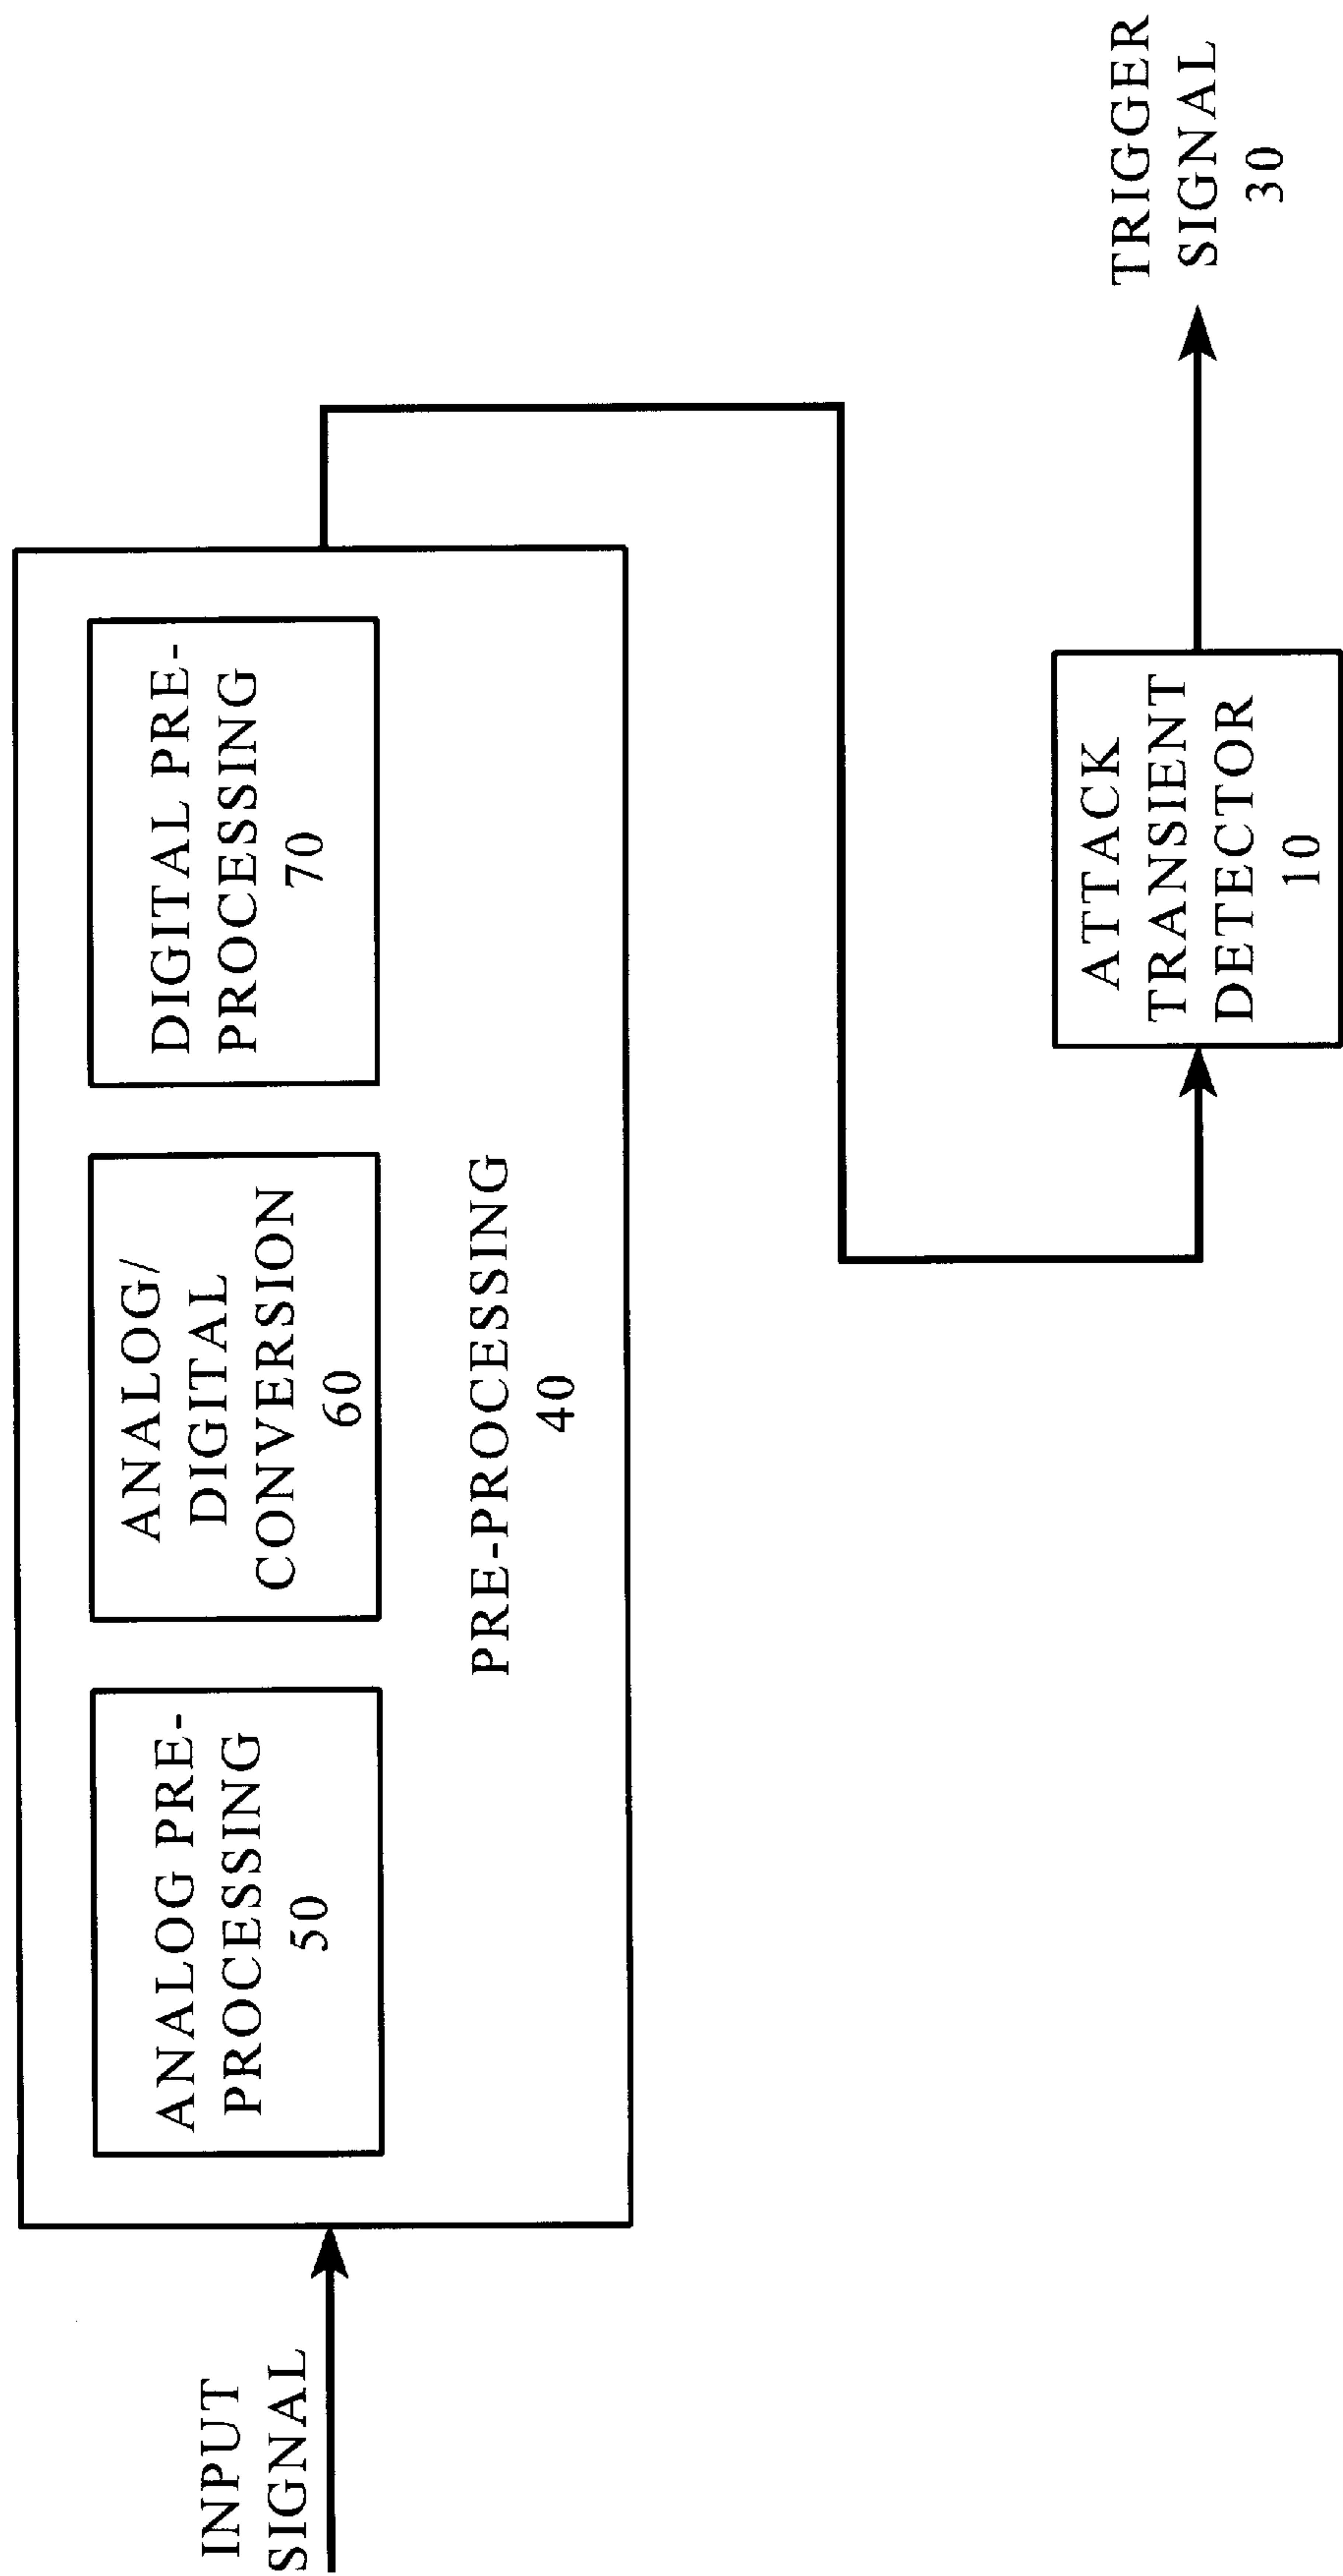 INPUT
SIGNAL
ANALOG PRE-
PROCESSING
50
ANALOG/
DIGITAL
CONVERSION
60
DIGITAL PRE-
PROCESSING
70
PRE-PROCESSING
40
ATTACK
TRANSIENT
DETECTOR
10
TRIGGER
SIGNAL
30